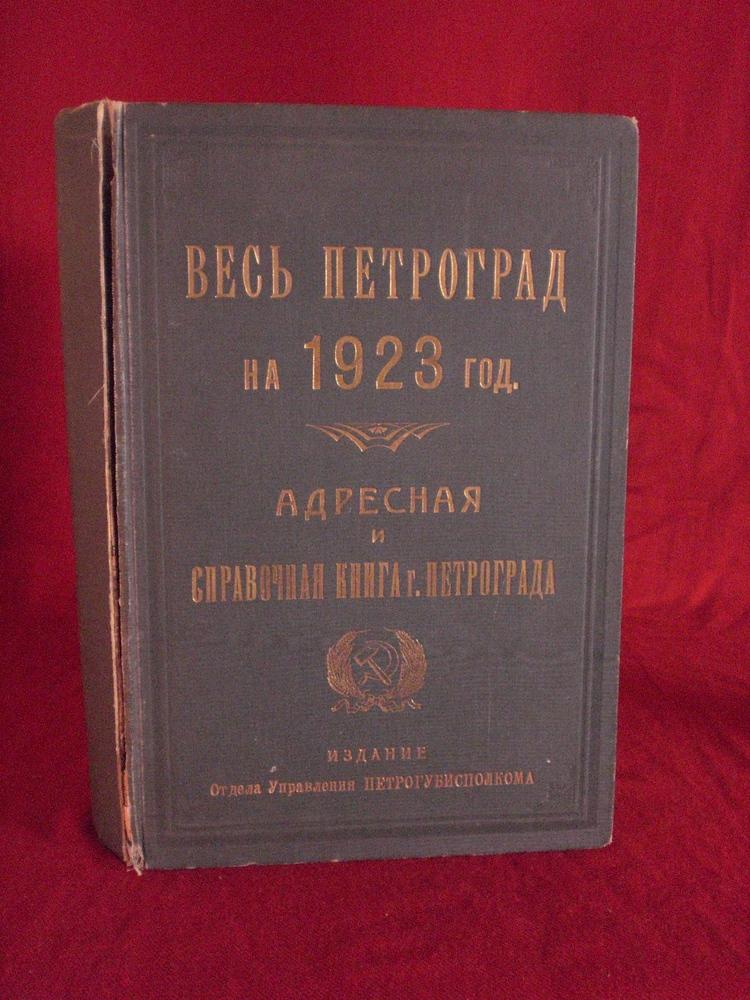 ВЕСЬ ПЕТРОГРАД
НА 1923 ГОД.
АДРЕСНАЯ
И
СПРАВОЧНАЯ КНИГА г. ПЕТРОГРАДА
ИЗДАНИЕ
Отдела Управления ПЕТРОГУБИСПОЛКОМА